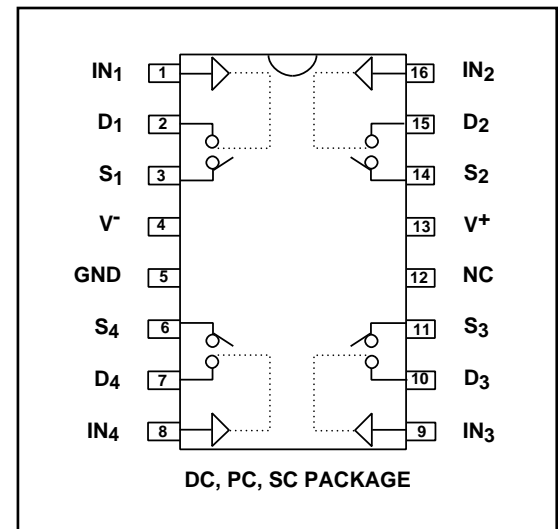 IN1 1 16 IN2
D1 2 15 D2
S1 3 14 S2
V- 4 13 V+
GND 5 12 NC
S4 6 11 S3
D4 7 10 D3
IN4 8 9 IN3
DC, PC, SC PACKAGE